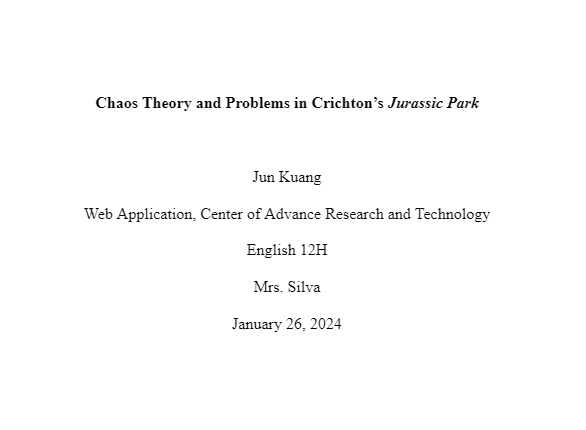 Chaos Theory and Problems in Crichton’s Jurassic Park
Jun Kuang
Web Application, Center of Advance Research and Technology
English 12H
Mrs. Silva
January 26, 2024